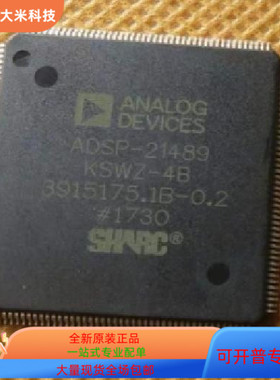 大米科技
ANALOG
DEVICES
ADSP-21489
KSWZ-4B
3915175.1B-0.2
#1730
SHARC®
全新原装正品
一站式专业配单
大量现货全站包邮
可开普专票